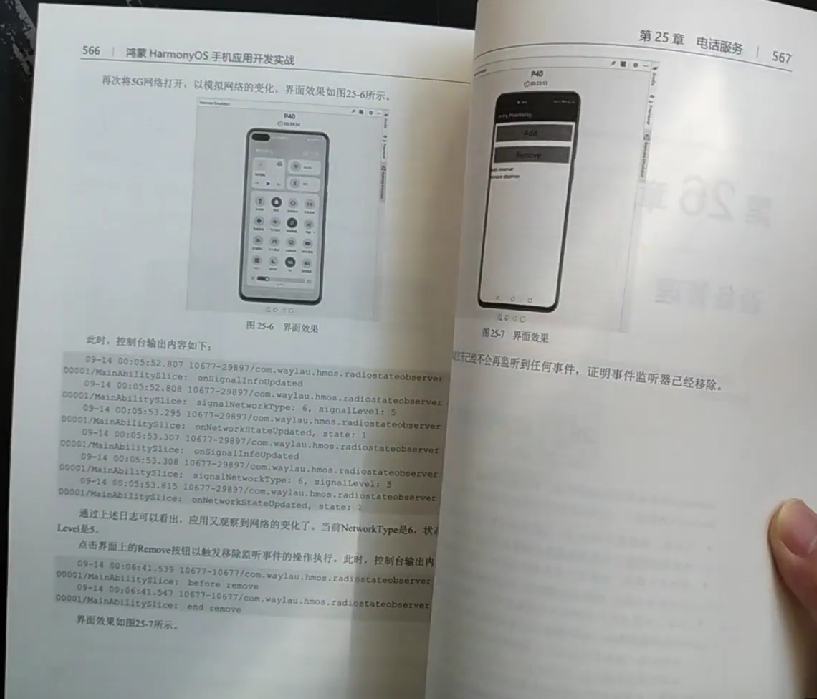 566 | 鸿蒙 HarmonyOS 手机应用开发实战
再次将5G网络打开,以模拟网络的变化,界面效果如图25-6所示。
P40
图 25-6 界面效果
此时,控制台输出内容如下:
09-14 00:05:52.807 10677-29897/com.waylau.hmos.radiostateobserver
00001/MainAbilitySlice: onSignalInfoUpdated
09-14 00:05:52.808 10677-29897/com.waylau.hmos.radiostateobserver
00001/MainAbilitySlice: signalNetworkType: 6, signalLevel: 5
09-14 00:05:53.295 10677-29897/com.waylau.hmos.radiostateobserver
00001/MainAbilitySlice: onNetworkStateUpdated, state: 1
09-14 00:05:53.307 10677-29897/com.waylau.hmos.radiostateobserver
00001/MainAbilitySlice: onSignalInfoUpdated
09-14 00:05:53.308 10677-29897/com.waylau.hmos.radiostateobserver
00001/MainAbilitySlice: signalNetworkType: 6, signalLevel: 5
09-14 00:05:53.815 10677-29897/com.waylau.hmos.radiostateobserver
00001/MainAbilitySlice: onNetworkStateUpdated, state:
通过上述日志可以看出,应用又观察到网络的变化了。当前NetworkType是6,状态
Level是5。
点击界面上的Remove按钮以触发移除监听事件的操作执行。此时,控制台输出内
09-14 00:06:41.539 10677-10677/com.waylau.hmos.radiostateobserver
00001/MainAbilitySlice: before remove
09-14 00:06:41.547 10677-10677/com.waylau.hmos.radiostateobserver
00001/MainAbilitySlice: end remove
界面效果如图25-7所示。
第25章 电话服务 | 567
P40
Add
Remove
图 25-7 界面效果
不会再监听到任何事件,证明事件监听器已经移除。